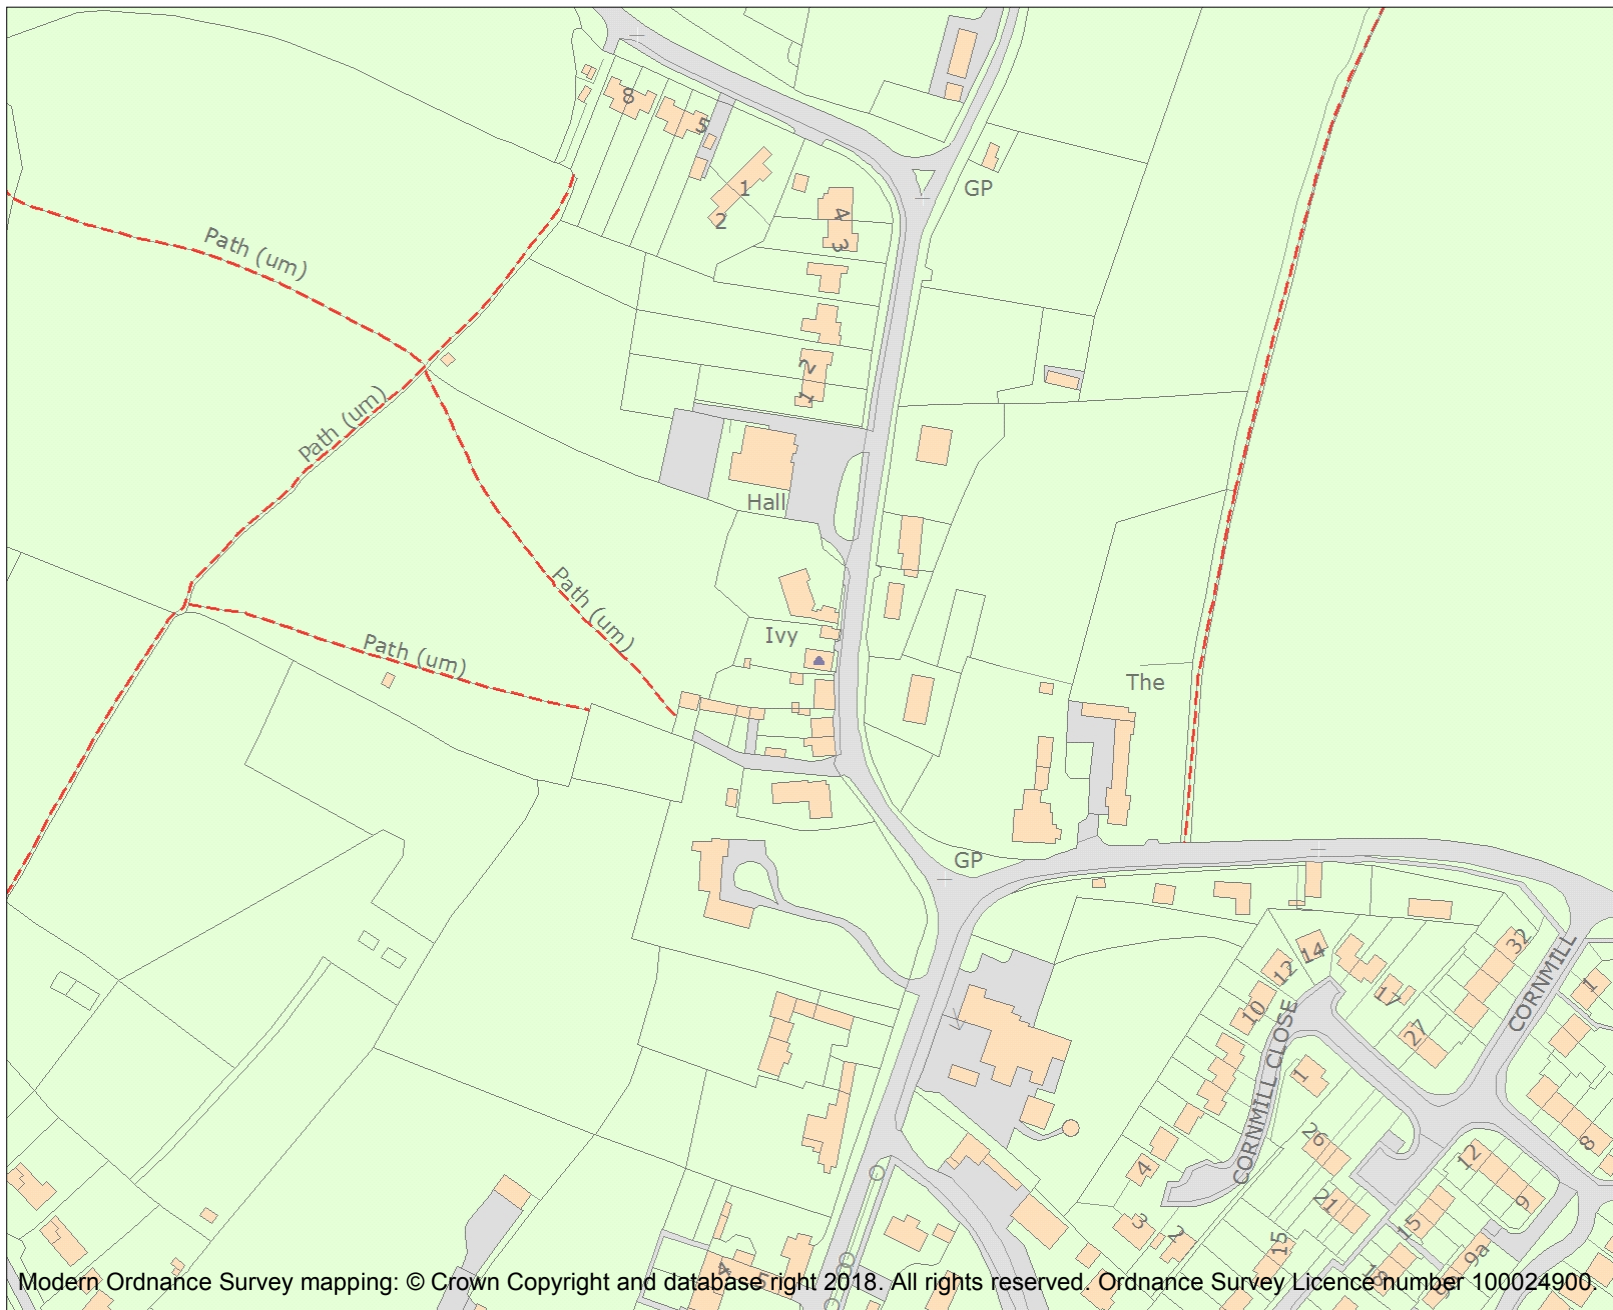 8
5
1
2
4
3
GP
Path (um)
2
1
Path (um)
Hall
Path (um)
Ivy
Path (um)
The
GP
32
14
12
17
1
10
27
CORNMILL
CORNMILL CLOSE
1
26
12
8
4
21
9
3
2
15
15
9a
4
Modern Ordnance Survey mapping: © Crown Copyright and database right 2018. All rights reserved. Ordnance Survey Licence number 100024900.